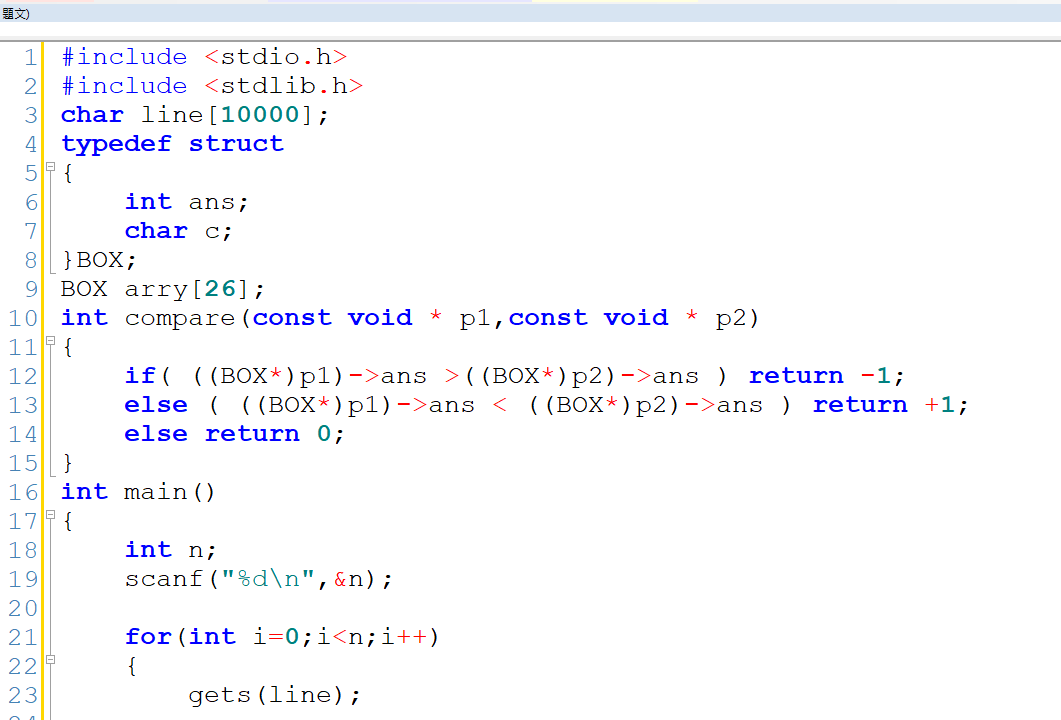 題文)
1 #include <stdio.h>
2 #include <stdlib.h>
3 char line[10000];
4 typedef struct
5 {
6 int ans;
7 char c;
8 }BOX;
9 BOX arry[26];
10 int compare(const void * p1,const void * p2)
11 {
12 if( ((BOX*)p1)->ans >((BOX*)p2)->ans ) return -1;
13 else ( ((BOX*)p1)->ans < ((BOX*)p2)->ans ) return +1;
14 else return 0;
15 }
16 int main()
17 {
18 int n;
19 scanf("%d\n",&n);
20
21 for(int i=0;i<n;i++)
22 {
23 gets(line);